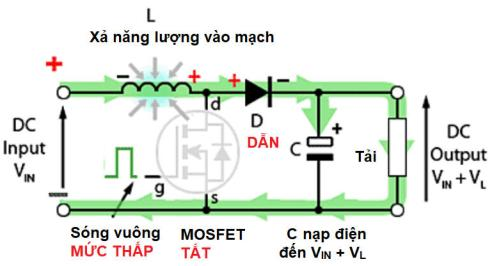 L
Xả năng lượng vào mạch
+
- + + -
d
D
DẪN
DC
Input
VIN
g
s
C
+
Tải
DC
Output
VIN + VL
Sóng vuông
MỨC THẤP
MOSFET
TẮT
C nạp điện
đến VIN + VL